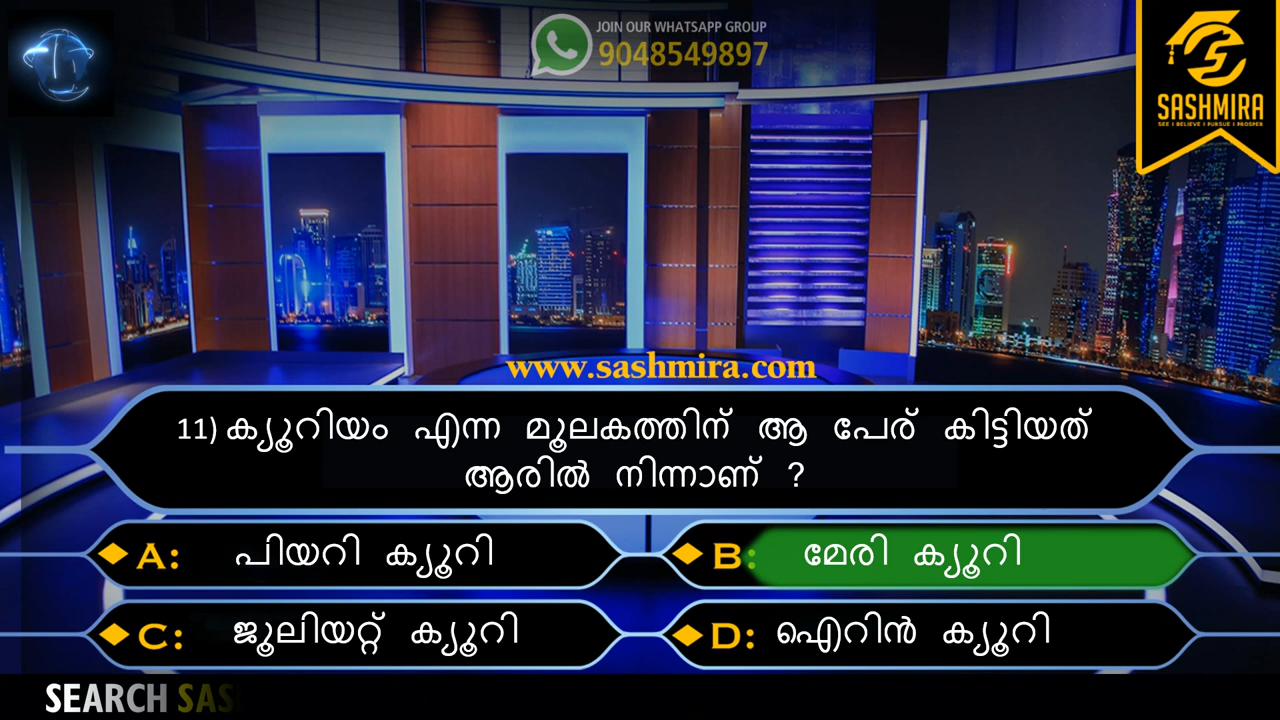 JOIN OUR WHATSAPP GROUP
9048549897
SASHMIRA
SEE I BELIEVE I PURSUE I PROSPER
www.sashmira.com
11) ക്യൂറിയം എന്ന മൂലകത്തിന് ആ പേര് കിട്ടിയത്
ആരിൽ നിന്നാണ് ?
A: പിയറി ക്യൂറി
B: മേരി ക്യൂറി
C: ജൂലിയറ്റ് ക്യൂറി
D: ഐറിൻ ക്യൂറി
SEARCH SAS